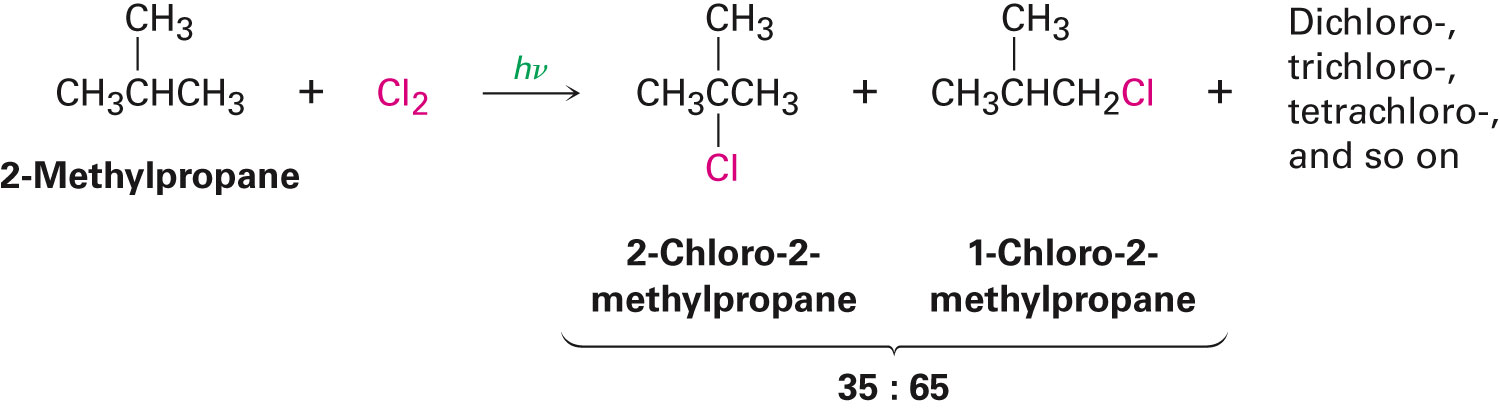 CH₃ CH₃ CH₃ Dichloro-,
trichloro-,
CH₃CHCH₃ + Cl₂ hν CH₃CCH₃ + CH₃CHCH₂Cl + tetrachloro-,
Cl and so on
2-Methylpropane
2-Chloro-2- 1-Chloro-2-
methylpropane methylpropane
35 : 65